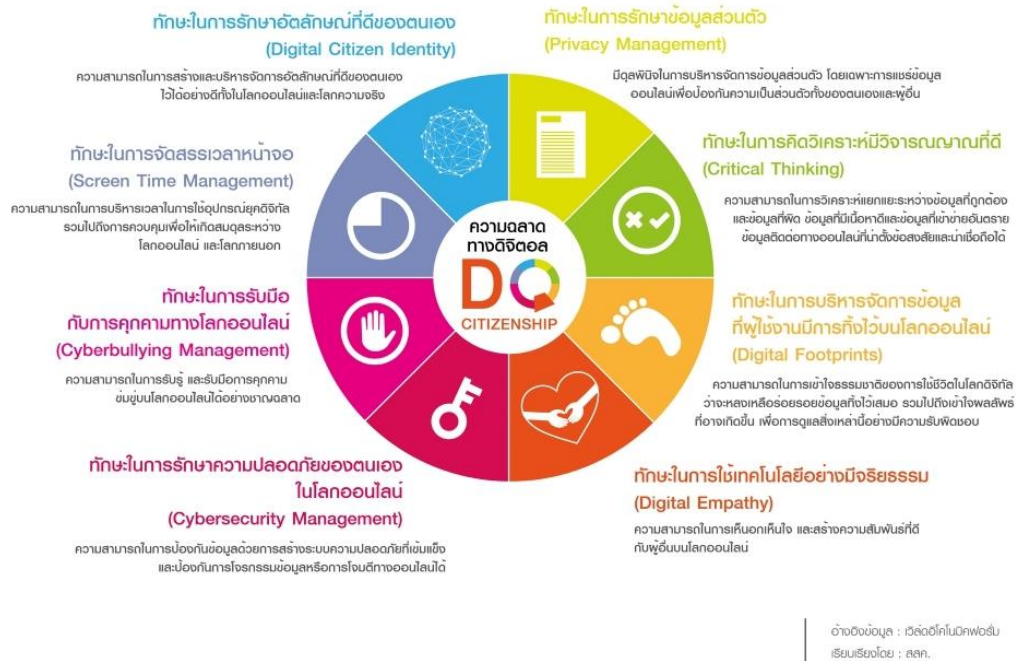 ทักษะในการรักษาอัตลักษณ์ที่ดีของตนเอง
(Digital Citizen Identity)
ความสามารถในการสร้างและบริหารจัดการอัตลักษณ์ที่ดีของตนเอง
ไว้ได้อย่างดีทั้งในโลกออนไลน์และโลกความจริง
ทักษะในการรักษาข้อมูลส่วนตัว
(Privacy Management)
มีดุลพินิจในการบริหารจัดการข้อมูลส่วนตัว โดยเฉพาะการแชร์ข้อมูล
ออนไลน์เพื่อป้องกันความเป็นส่วนตัวทั้งของตนเองและผู้อื่น
ทักษะในการจัดสรรเวลาหน้าจอ
(Screen Time Management)
ความสามารถในการบริหารเวลาในการใช้อุปกรณ์ยุคดิจิทัล
รวมไปถึงการควบคุมเพื่อให้เกิดสมดุลระหว่าง
โลกออนไลน์ และโลกภายนอก
ทักษะในการคิดวิเคราะห์มีวิจารณญาณที่ดี
(Critical Thinking)
ความสามารถในการวิเคราะห์แยกแยะระหว่างข้อมูลที่ถูกต้อง
และข้อมูลที่ผิด ข้อมูลที่มีเนื้อหาดีและข้อมูลที่เข้าข่ายอันตราย
ข้อมูลติดต่อทางออนไลน์ที่น่าตั้งข้อสงสัยและน่าเชื่อถือได้
ความฉลาด
ทางดิจิตอล
DQ
CITIZENSHIP
ทักษะในการรับมือ
กับการคุกคามทางโลกออนไลน์
(Cyberbullying Management)
ความสามารถในการรับรู้ และรับมือการคุกคาม
ข่มขู่บนโลกออนไลน์ได้อย่างชาญฉลาด
ทักษะในการบริหารจัดการข้อมูล
ที่ผู้ใช้งานมีการทิ้งไว้บนโลกออนไลน์
(Digital Footprints)
ความสามารถในการเข้าใจธรรมชาติของการใช้ชีวิตในโลกดิจิทัล
ว่าจะหลงเหลือร่อยรอยข้อมูลทิ้งไว้เสมอ รวมไปถึงเข้าใจผลลัพธ์
ที่อาจเกิดขึ้น เพื่อการดูแลสิ่งเหล่านี้อย่างมีความรับผิดชอบ
ทักษะในการรักษาความปลอดภัยของตนเอง
ในโลกออนไลน์
(Cybersecurity Management)
ความสามารถในการป้องกันข้อมูลด้วยการสร้างระบบความปลอดภัยที่เข้มแข็ง
และป้องกันการโจรกรรมข้อมูลหรือการโจมตีทางออนไลน์ได้
ทักษะในการใช้เทคโนโลยีอย่างมีจริยธรรม
(Digital Empathy)
ความสามารถในการเห็นอกเห็นใจ และสร้างความสัมพันธ์ที่ดี
กับผู้อื่นบนโลกออนไลน์
อ้างอิงข้อมูล : เวิล์ดอีโคโนมิคฟอรั่ม
เรียบเรียงโดย : สสค.